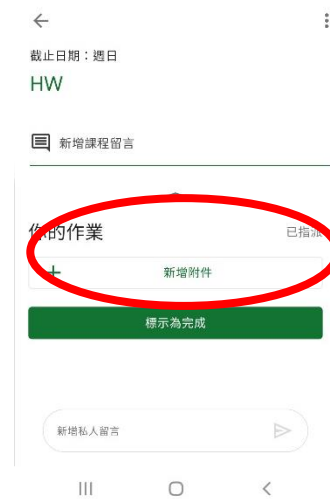 截止日期：週日
HW
新增課程留言
你的作業
已指派
+ 新增附件
標示為完成
新增私人留言